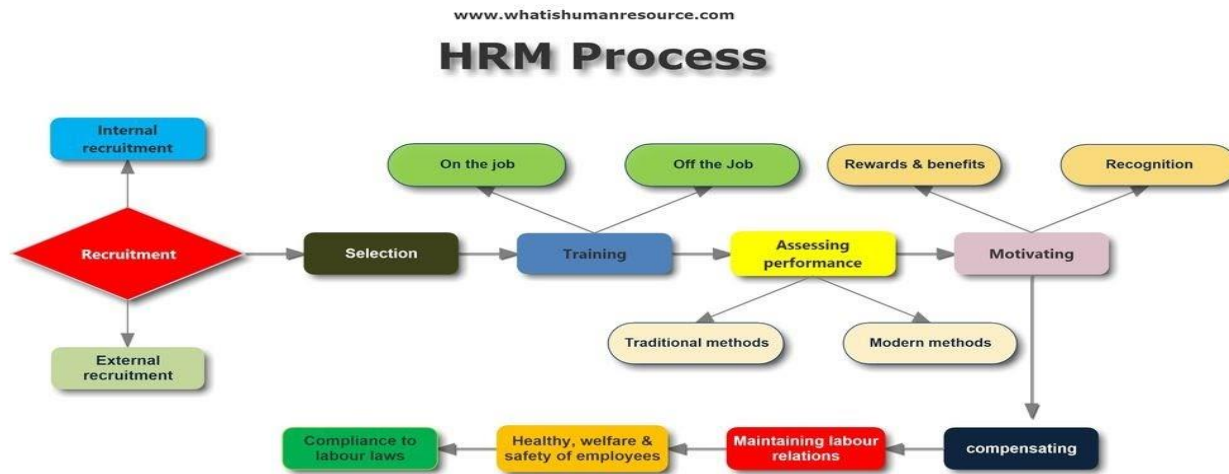 www.whatishumanresource.com
HRM Process
Internal
recruitment
On the job
Off the Job
Rewards & benefits
Recognition
Recruitment
Selection
Training
Assessing
performance
Motivating
Traditional methods
Modern methods
External
recruitment
Compliance to
labour laws
Healthy, welfare &
safety of employees
Maintaining labour
relations
compensating